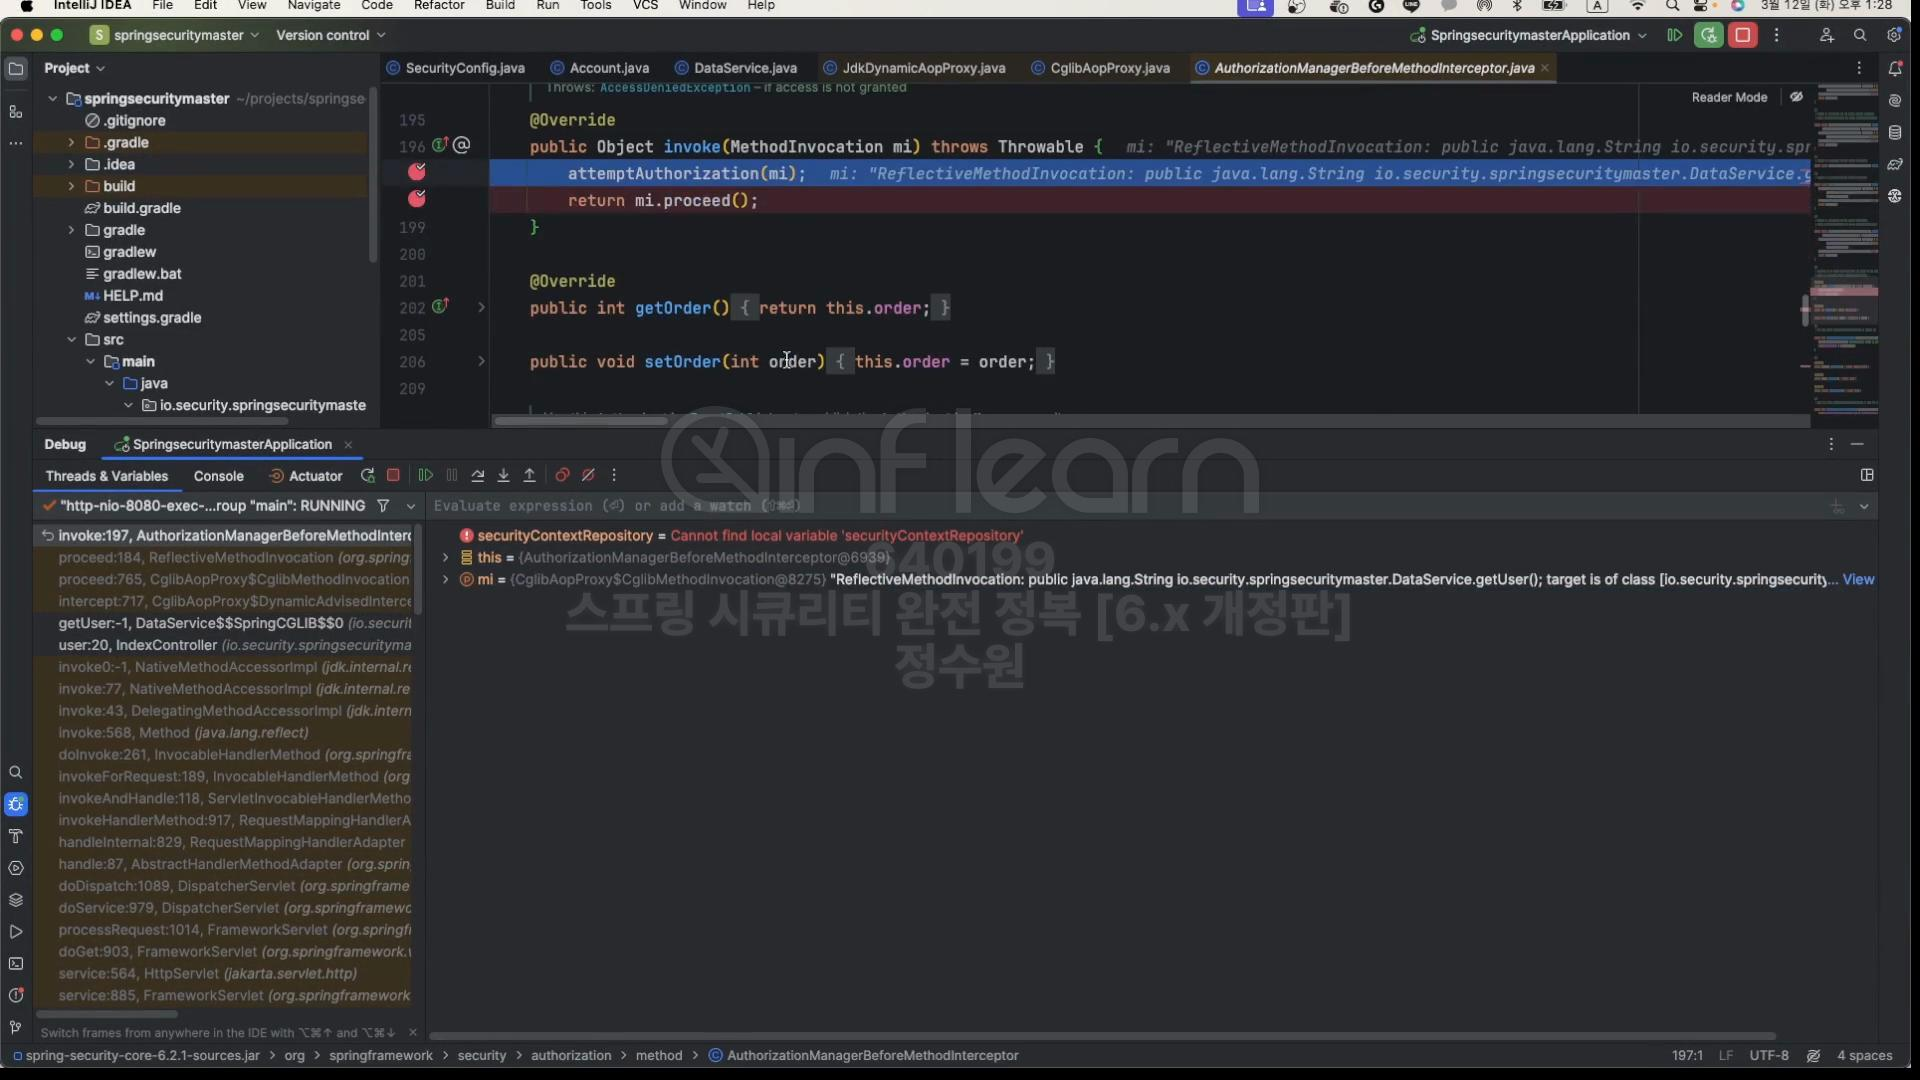 IntelliJ IDEA File Edit View Navigate Code Refactor Build Run Tools VCS Window Help A 3월 12일 (화) 오후 1:28
S springsecuritymaster Version control SpringsecuritymasterApplication
Project
SecurityConfig.java Account.java DataService.java JdkDynamicAopProxy.java CglibAopProxy.java AuthorizationManagerBeforeMethodInterceptor.java
springsecuritymaster ~/projects/springse
.gitignore
.gradle
.idea
build
build.gradle
gradle
gradlew
gradlew.bat
HELP.md
settings.gradle
src
main
java
io.security.springsecuritymaste
Throws: AccessDeniedException – if access is not granted
Reader Mode
195 @Override
196 public Object invoke(MethodInvocation mi) throws Throwable { mi: "ReflectiveMethodInvocation: public java.lang.String io.security.spr
attemptAuthorization(mi); mi: "ReflectiveMethodInvocation: public java.lang.String io.security.springsecuritymaster.DataService.g
return mi.proceed();
199 }
200
201 @Override
202 public int getOrder() { return this.order; }
205
206 public void setOrder(int order) { this.order = order; }
209
Debug SpringsecuritymasterApplication
Threads & Variables Console Actuator
"http-nio-8080-exec-...roup "main": RUNNING
Evaluate expression (⏎) or add a watch (⇧⌘⏎)
invoke:197, AuthorizationManagerBeforeMethodInterc
proceed:184, ReflectiveMethodInvocation (org.spring
proceed:765, CglibAopProxy$CglibMethodInvocation
intercept:717, CglibAopProxy$DynamicAdvisedInterce
getUser:-1, DataService$$SpringCGLIB$$0 (io.securit
user:20, IndexController (io.security.springsecurityma
invoke0:-1, NativeMethodAccessorImpl (jdk.internal.re
invoke:77, NativeMethodAccessorImpl (jdk.internal.re
invoke:43, DelegatingMethodAccessorImpl (jdk.intern
invoke:568, Method (java.lang.reflect)
doInvoke:261, InvocableHandlerMethod (org.springfra
invokeForRequest:189, InvocableHandlerMethod (org
invokeAndHandle:118, ServletInvocableHandlerMetho
invokeHandlerMethod:917, RequestMappingHandlerA
handleInternal:829, RequestMappingHandlerAdapter
handle:87, AbstractHandlerMethodAdapter (org.sprin
doDispatch:1089, DispatcherServlet (org.springframe
doService:979, DispatcherServlet (org.springframewo
processRequest:1014, FrameworkServlet (org.springf
doGet:903, FrameworkServlet (org.springframework.
service:564, HttpServlet (jakarta.servlet.http)
service:885, FrameworkServlet (org.springframework
Switch frames from anywhere in the IDE with ⌥⌘↑ and ⌥⌘↓
securityContextRepository = Cannot find local variable 'securityContextRepository'
this = {AuthorizationManagerBeforeMethodInterceptor@6939}
mi = {CglibAopProxy$CglibMethodInvocation@8275} "ReflectiveMethodInvocation: public java.lang.String io.security.springsecuritymaster.DataService.getUser(); target is of class [io.security.springsecurity... View
inflearn
640199
스프링 시큐리티 완전 정복 [6.x 개정판]
정수원
spring-security-core-6.2.1-sources.jar > org > springframework > security > authorization > method > AuthorizationManagerBeforeMethodInterceptor 197:1 LF UTF-8 4 spaces